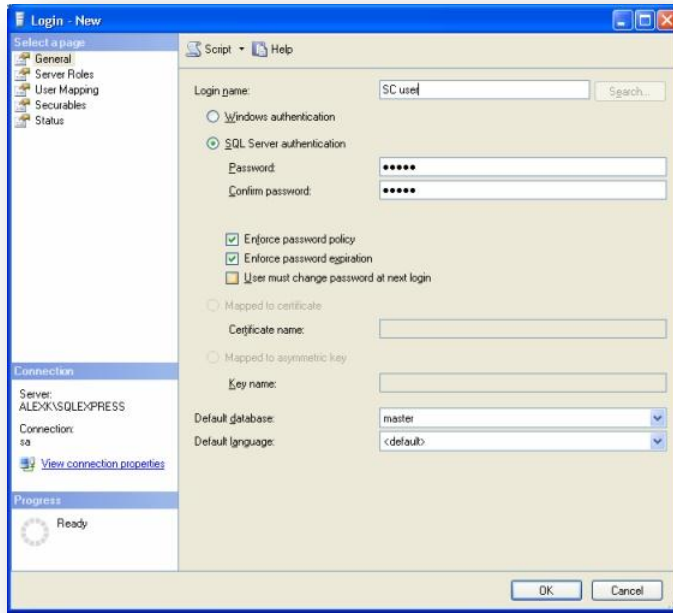 Login - New
Select a page
General
Server Roles
User Mapping
Securables
Status
Script
Help
Login name:
SC user
Search...
Windows authentication
SQL Server authentication
Password:
•••••
Confirm password:
•••••
Enforce password policy
Enforce password expiration
User must change password at next login
Mapped to certificate
Certificate name:
Mapped to asymmetric key
Key name:
Default database:
master
Default language:
<default>
Connection
Server:
ALEXK\SQLEXPRESS
Connection:
sa
View connection properties
Progress
Ready
OK
Cancel